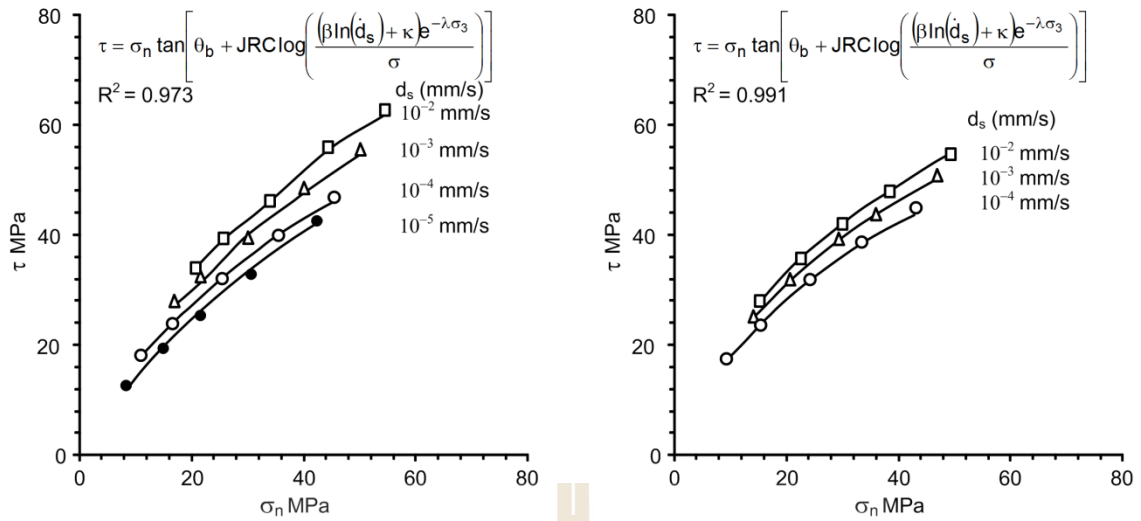 80
τ = σn tan[θb + JRC log((βln(ḋs) + κ)e^−λσ3 / σ)]
R² = 0.973
ds (mm/s)
10⁻² mm/s
10⁻³ mm/s
10⁻⁴ mm/s
10⁻⁵ mm/s
60
40
20
0
τ MPa
0 20 40 60 80
σn MPa
80
τ = σn tan[θb + JRC log((βln(ḋs) + κ)e^−λσ3 / σ)]
R² = 0.991
ds (mm/s)
10⁻² mm/s
10⁻³ mm/s
10⁻⁴ mm/s
60
40
20
0
τ MPa
0 20 40 60 80
σn MPa